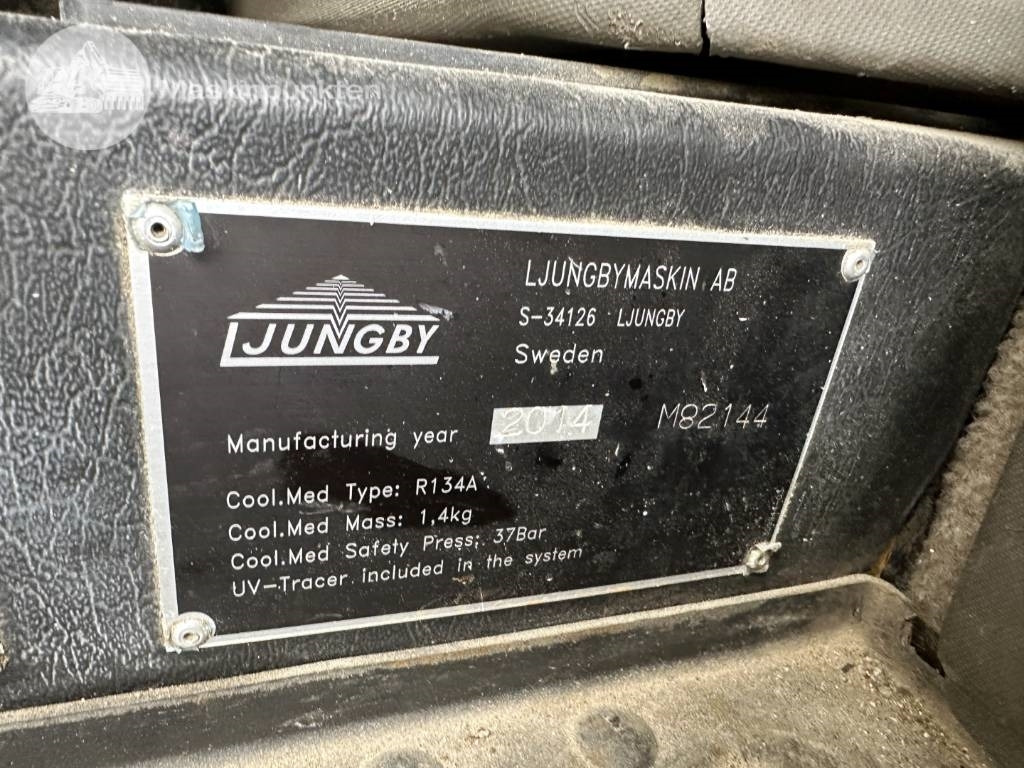 Maskinpunkten
LJUNGBY
LJUNGBYMASKIN AB
S-34126 LJUNGBY
Sweden
Manufacturing year 2014 M82144
Cool.Med Type: R134A
Cool.Med Mass: 1,4kg
Cool.Med Safety Press: 37Bar
UV-Tracer included in the system